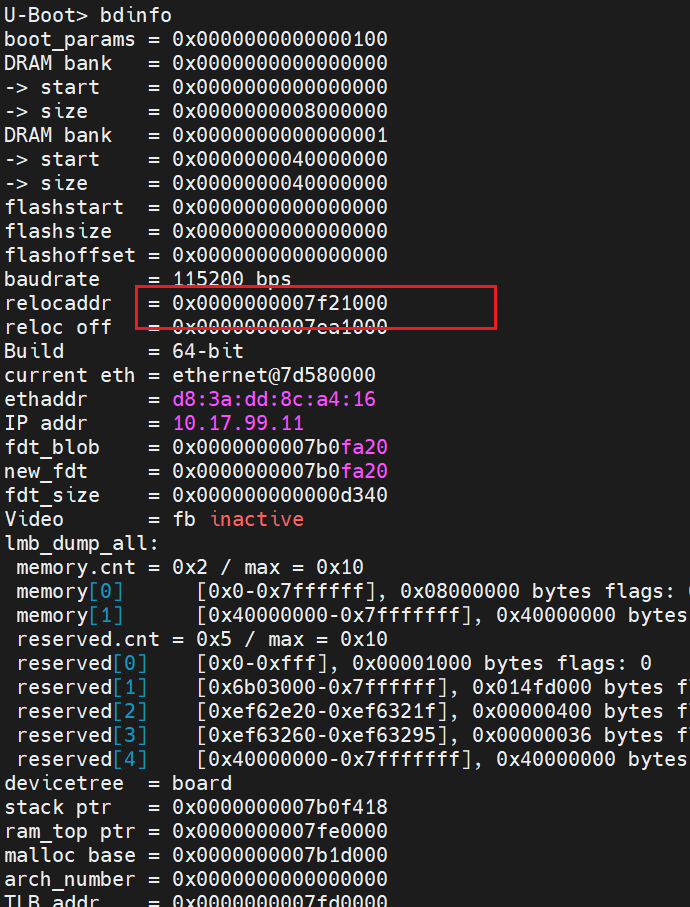 U-Boot> bdinfo
boot_params = 0x0000000000000100
DRAM bank   = 0x0000000000000000
-> start    = 0x0000000000000000
-> size     = 0x0000000008000000
DRAM bank   = 0x0000000000000001
-> start    = 0x0000000040000000
-> size     = 0x0000000040000000
flashstart  = 0x0000000000000000
flashsize   = 0x0000000000000000
flashoffset = 0x0000000000000000
baudrate    = 115200 bps
relocaddr   = 0x0000000007f21000
reloc off   = 0x0000000007ea1000
Build       = 64-bit
current eth = ethernet@7d580000
ethaddr     = d8:3a:dd:8c:a4:16
IP addr     = 10.17.99.11
fdt_blob    = 0x0000000007b0fa20
new_fdt     = 0x0000000007b0fa20
fdt_size    = 0x000000000000d340
Video       = fb inactive
lmb_dump_all:
 memory.cnt = 0x2 / max = 0x10
 memory[0]      [0x0-0x7ffffff], 0x08000000 bytes flags:
 memory[1]      [0x40000000-0x7fffffff], 0x40000000 bytes
 reserved.cnt = 0x5 / max = 0x10
 reserved[0]    [0x0-0xfff], 0x00001000 bytes flags: 0
 reserved[1]    [0x6b03000-0x7ffffff], 0x014fd000 bytes f
 reserved[2]    [0xef62e20-0xef6321f], 0x00000400 bytes f
 reserved[3]    [0xef63260-0xef63295], 0x00000036 bytes f
 reserved[4]    [0x40000000-0x7fffffff], 0x40000000 bytes
devicetree  = board
stack ptr   = 0x0000000007b0f418
ram_top ptr = 0x0000000007fe0000
malloc base = 0x0000000007b1d000
arch_number = 0x0000000000000000
TLB addr    = 0x0000000007fd0000